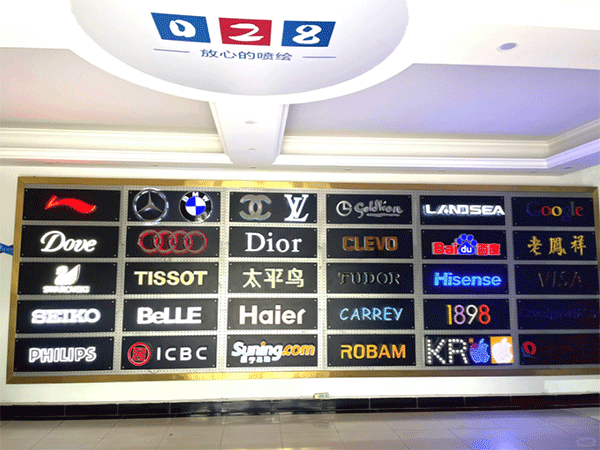 028
放心的喷绘
Goldlion
LANDSEA
Google
Dove
Dior
CLEVO
Bai du 百度
老鳳祥
SWAROVSKI
TISSOT
太平鸟
TUDOR
Hisense
VISA
SEIKO
BeLLE
Haier
CARREY
1898
PHILIPS
ICBC
Suning.com
ROBAM
KR